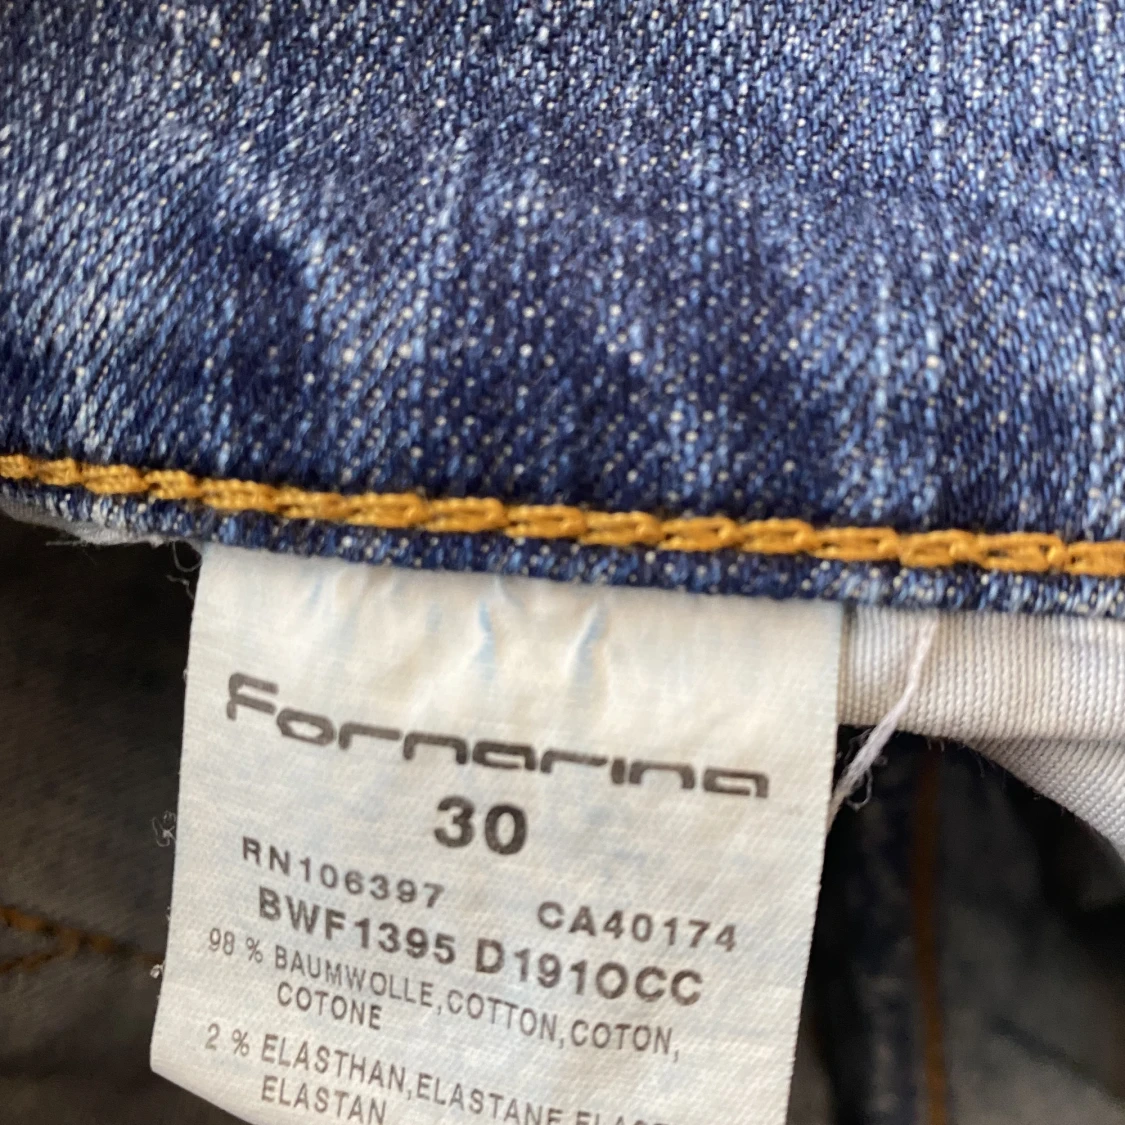 Fornarina
30
RN106397 CA40174
BWF1395 D191OCC
98 % BAUMWOLLE,COTTON,COTON,
COTONE
2 % ELASTHAN,ELASTANE
ELASTAN